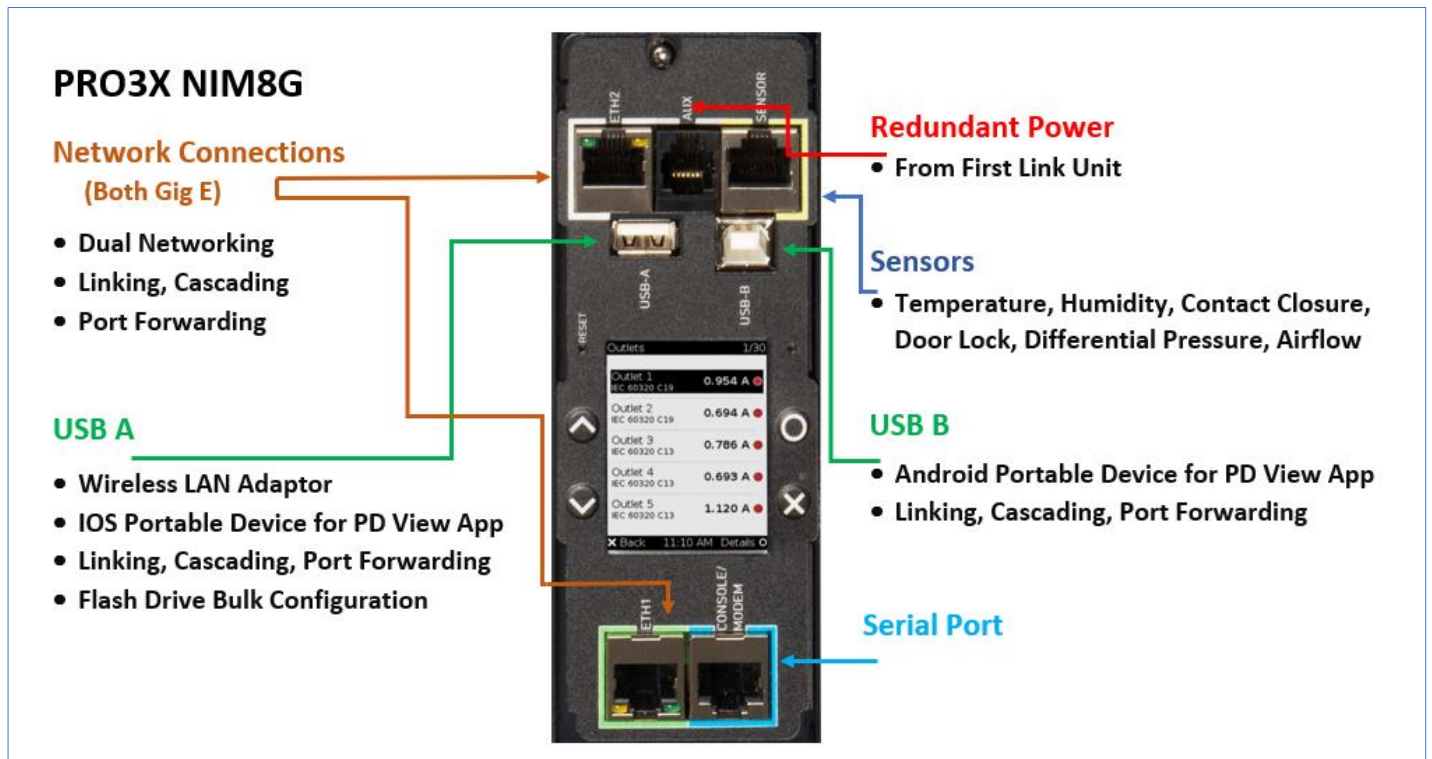 PRO3X NIM8G
Network Connections
(Both Gig E)
• Dual Networking
• Linking, Cascading
• Port Forwarding
USB A
• Wireless LAN Adaptor
• IOS Portable Device for PD View App
• Linking, Cascading, Port Forwarding
• Flash Drive Bulk Configuration
ETH2
AUX
SENSOR
USB-A
USB-B
RESET
Outlets 1/30
Outlet 1
IEC 60320 C19
0.954 A
Outlet 2
IEC 60320 C19
0.694 A
Outlet 3
IEC 60320 C13
0.786 A
Outlet 4
IEC 60320 C13
0.693 A
Outlet 5
IEC 60320 C13
1.120 A
X Back 11:10 AM Details O
ETH1
CONSOLE/
MODEM
Redundant Power
• From First Link Unit
Sensors
• Temperature, Humidity, Contact Closure,
Door Lock, Differential Pressure, Airflow
USB B
• Android Portable Device for PD View App
• Linking, Cascading, Port Forwarding
Serial Port